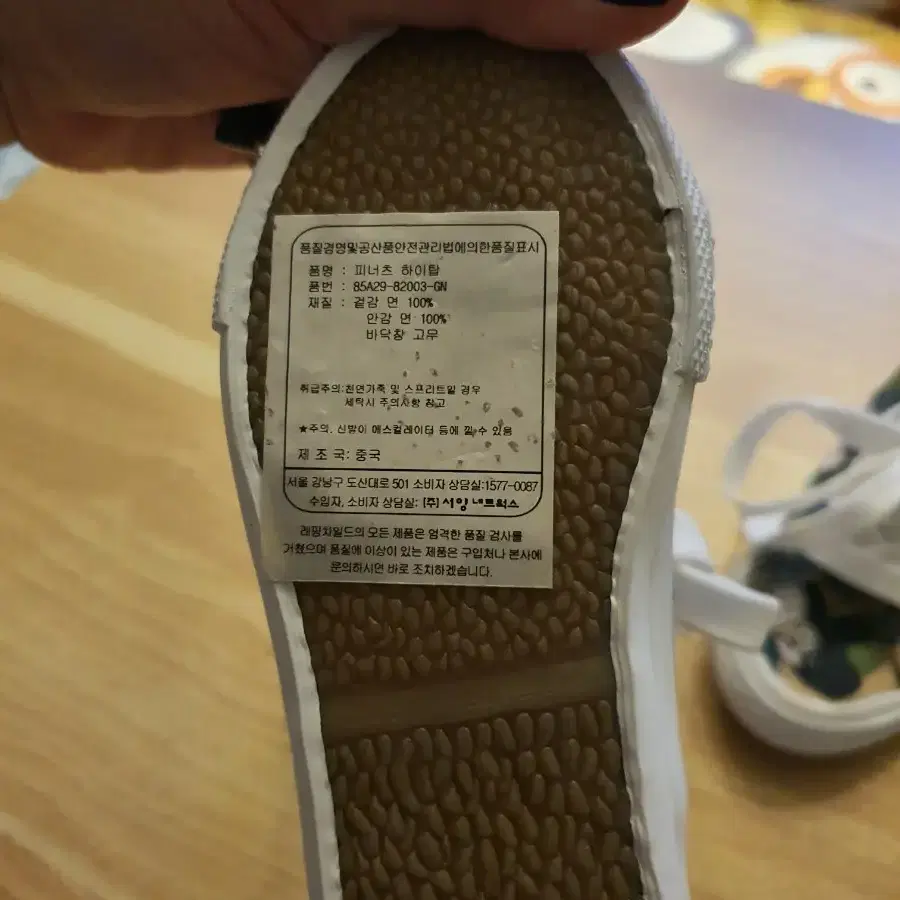 품질경명및공산품안전관리법에의한품질표시
품명 : 피너츠 하이탑
품번 : 85A29-82003-GN
재질 : 겉감 면 100%
안감 면 100%
바닥창 고무
취급주의:천연가죽 및 스프리트일 경우
세탁시 주의사항 참고
★주의. 신발이 에스컬레이터 등에 낄 수 있음
제 조 국: 중국
서울 강남구 도산대로 501 소비자 상담실:1577-0087
수입자, 소비자 상담실: (주) 서양 네트웍스
래핑차일드의 모든 제품은 엄격한 품질 검사를
거쳤으며 품질에 이상이 있는 제품은 구입처나 본사에
문의하시면 바로 조치하겠습니다.